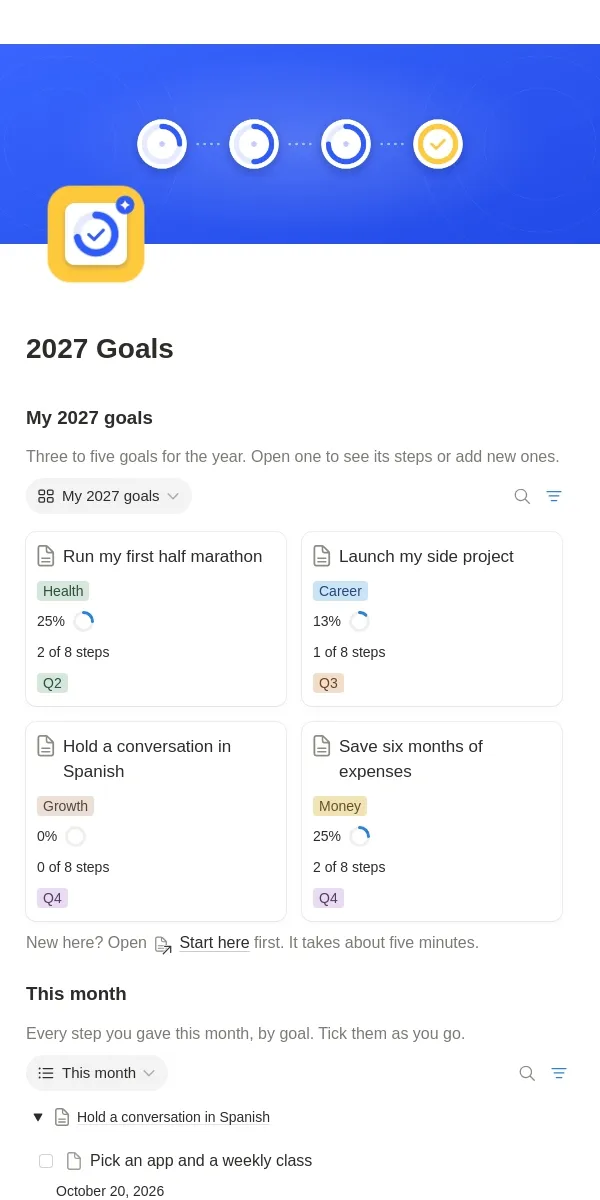 2027 Goals
My 2027 goals
Three to five goals for the year. Open one to see its steps or add new ones.
My 2027 goals
Run my first half marathon
Health
25%
2 of 8 steps
Q2
Launch my side project
Career
13%
1 of 8 steps
Q3
Hold a conversation in
Spanish
Growth
0%
0 of 8 steps
Q4
Save six months of
expenses
Money
25%
2 of 8 steps
Q4
New here? Open Start here first. It takes about five minutes.
This month
Every step you gave this month, by goal. Tick them as you go.
This month
Hold a conversation in Spanish
Pick an app and a weekly class
October 20, 2026